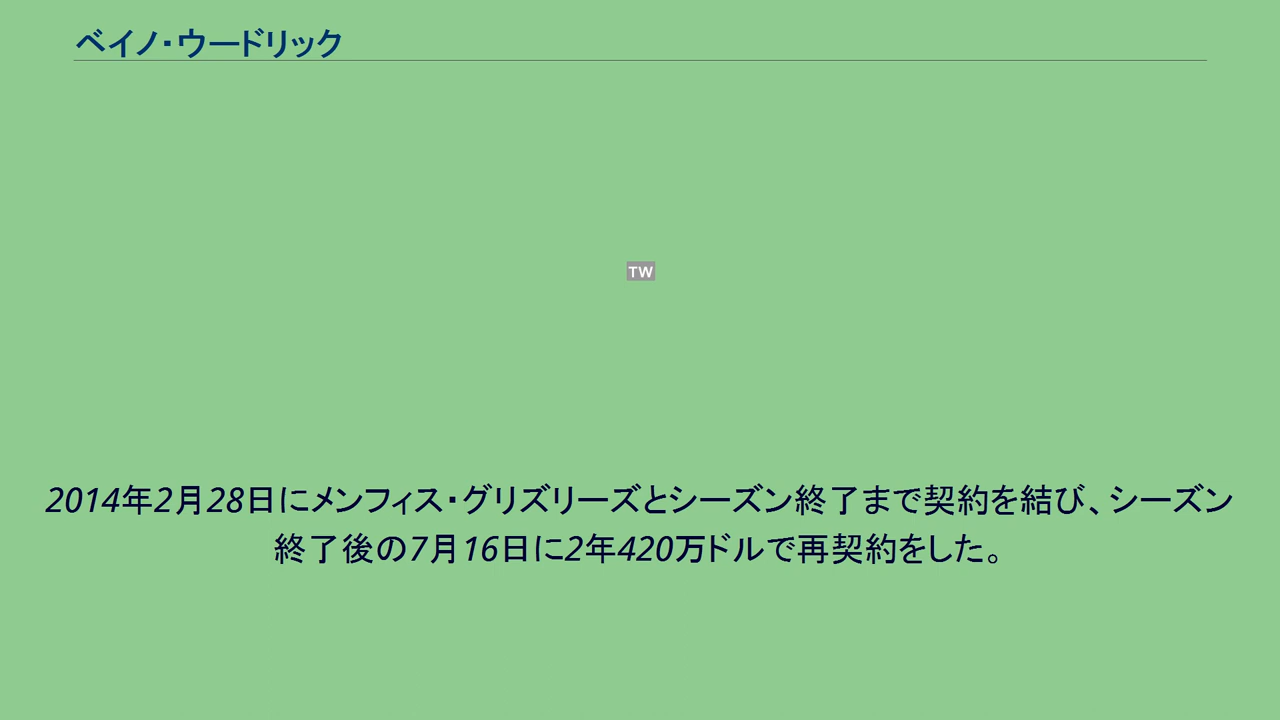 ベイノ・ウードリック
TW
2014年2月28日にメンフィス・グリズリーズとシーズン終了まで契約を結び、シーズン
終了後の7月16日に2年420万ドルで再契約をした。